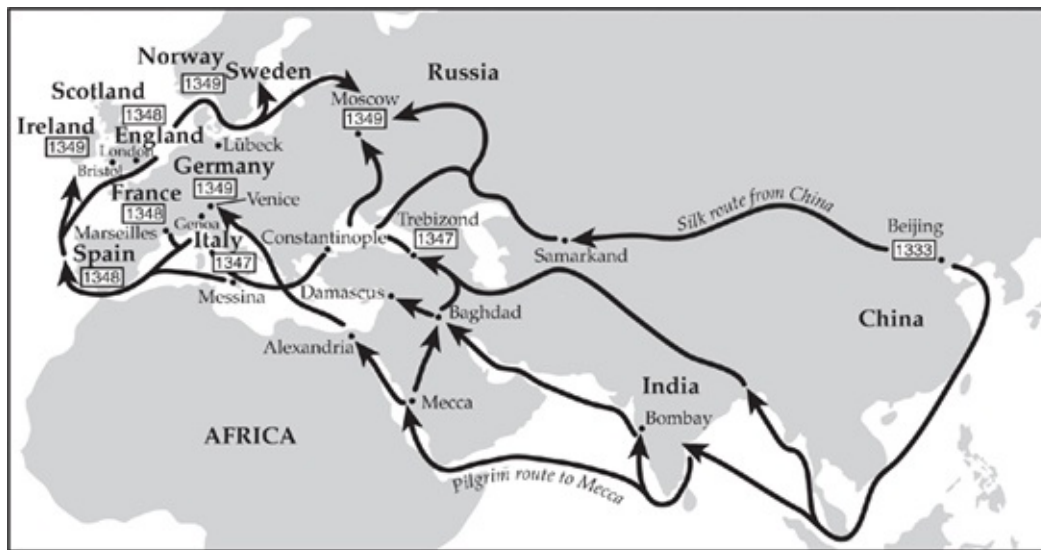 Norway
1349
Sweden
Russia
Scotland
1348
Moscow
1349
Ireland
1349
England
London
Bristol
Lübeck
Germany
1349
France
1348
Venice
Genoa
Marseilles
Italy
1347
Spain
1348
Messina
Constantinople
Trebizond
1347
Samarkand
Silk route from China
Beijing
1333
Damascus
Baghdad
China
Alexandria
India
Mecca
Bombay
AFRICA
Pilgrim route to Mecca